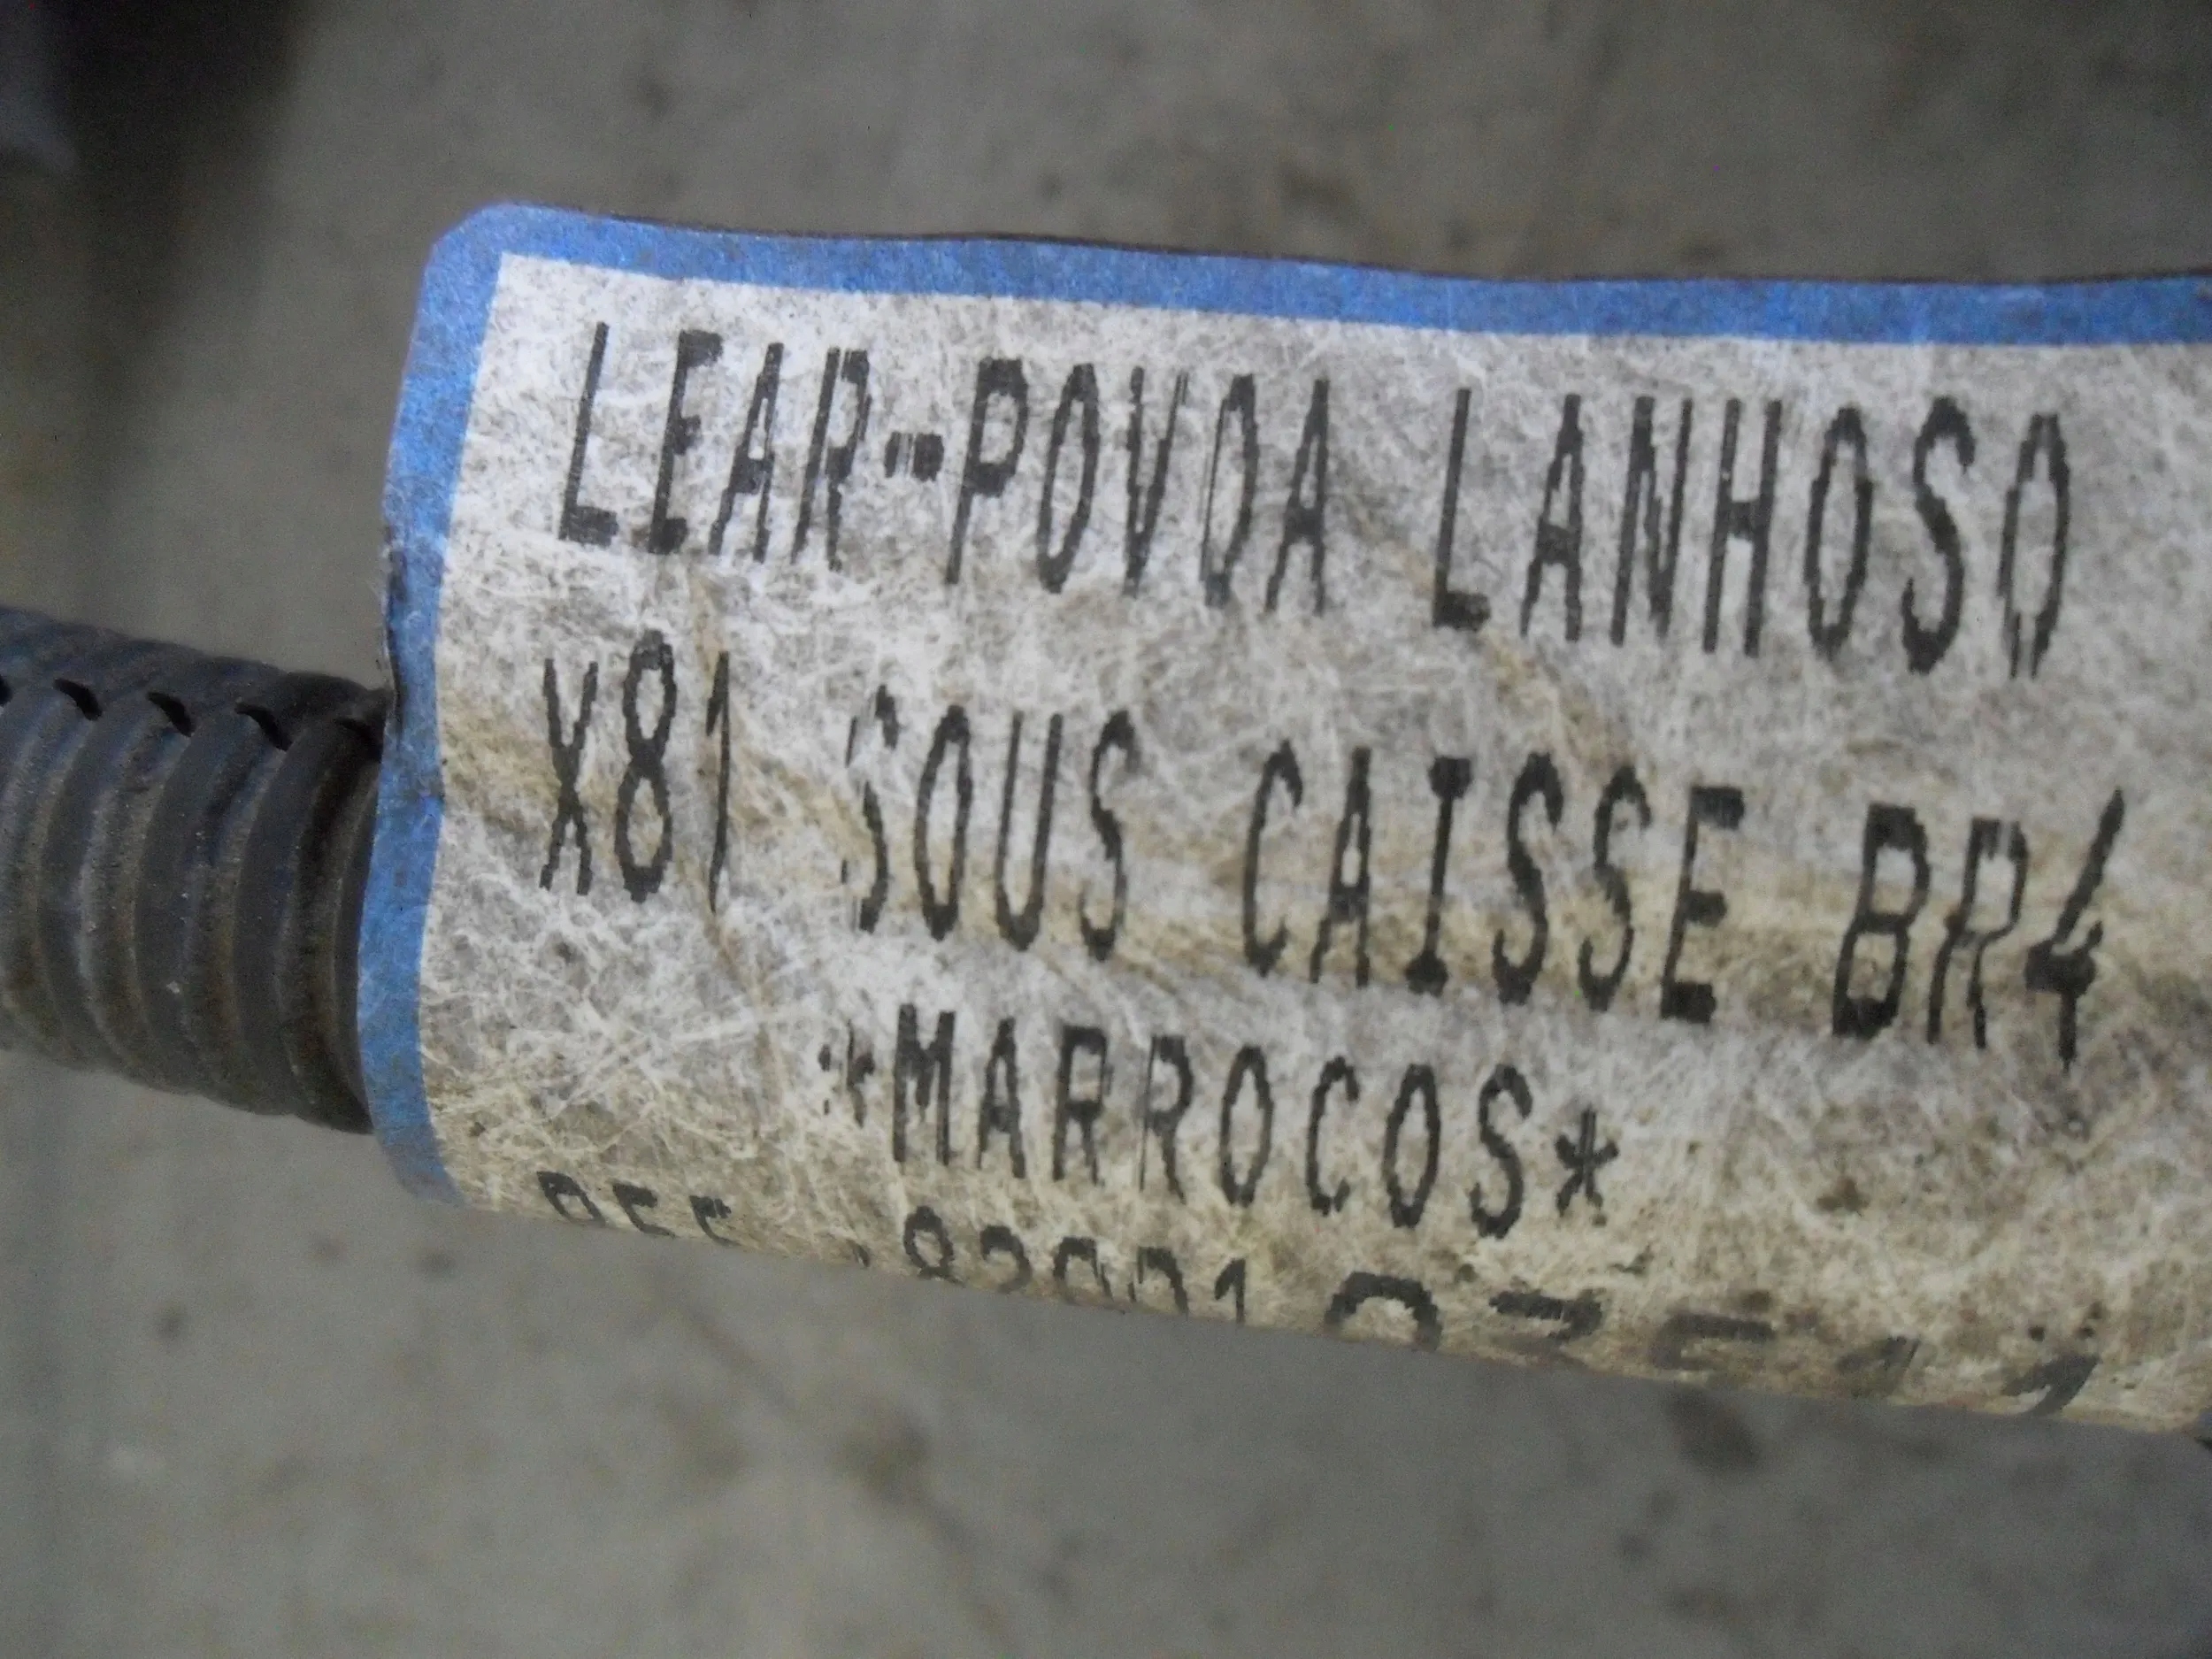 LEAR-POVOA LANHOSO
X81 SOUS CAISSE BR4
*MARROCOS*